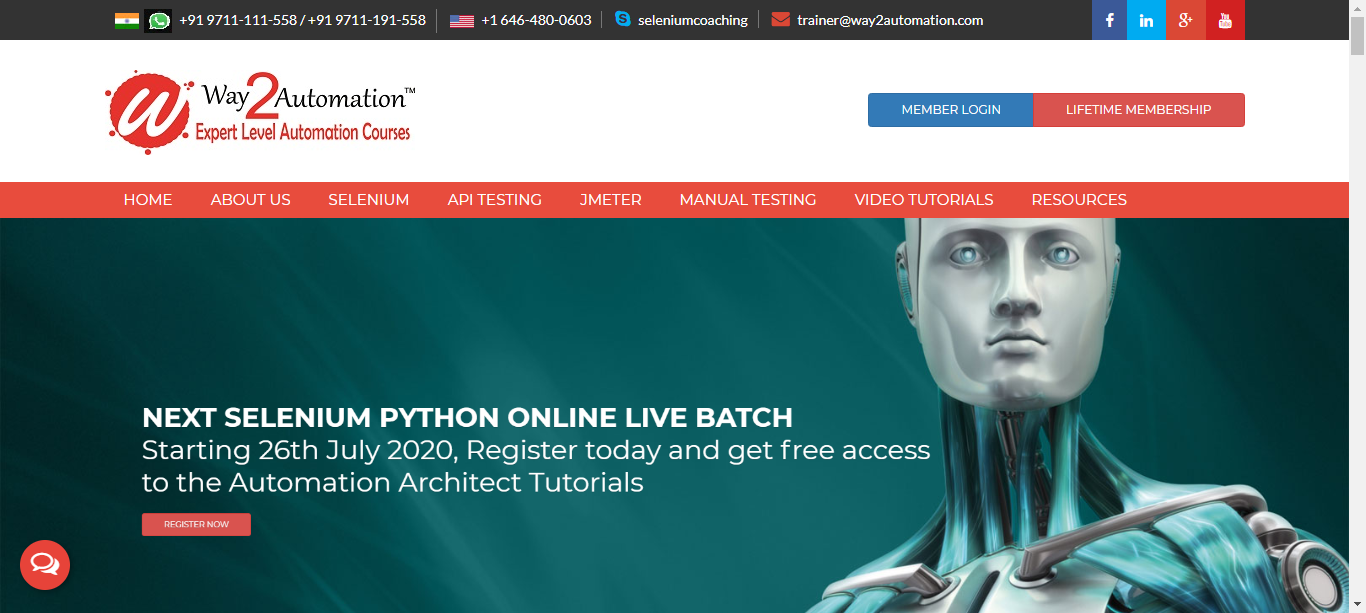 +91 9711-111-558 / +91 9711-191-558 +1 646-480-0603 seleniumcoaching trainer@way2automation.com
Way2Automation™
Expert Level Automation Courses
MEMBER LOGIN LIFETIME MEMBERSHIP
HOME ABOUT US SELENIUM API TESTING JMETER MANUAL TESTING VIDEO TUTORIALS RESOURCES
NEXT SELENIUM PYTHON ONLINE LIVE BATCH
Starting 26th July 2020, Register today and get free access
to the Automation Architect Tutorials
REGISTER NOW